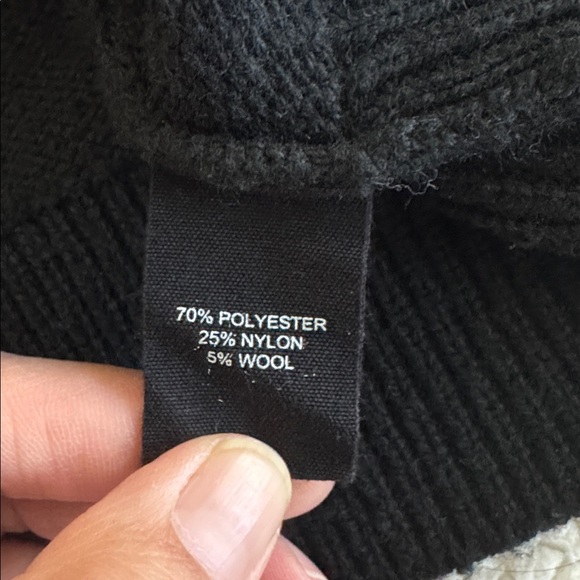 70% POLYESTER
25% NYLON
5% WOOL